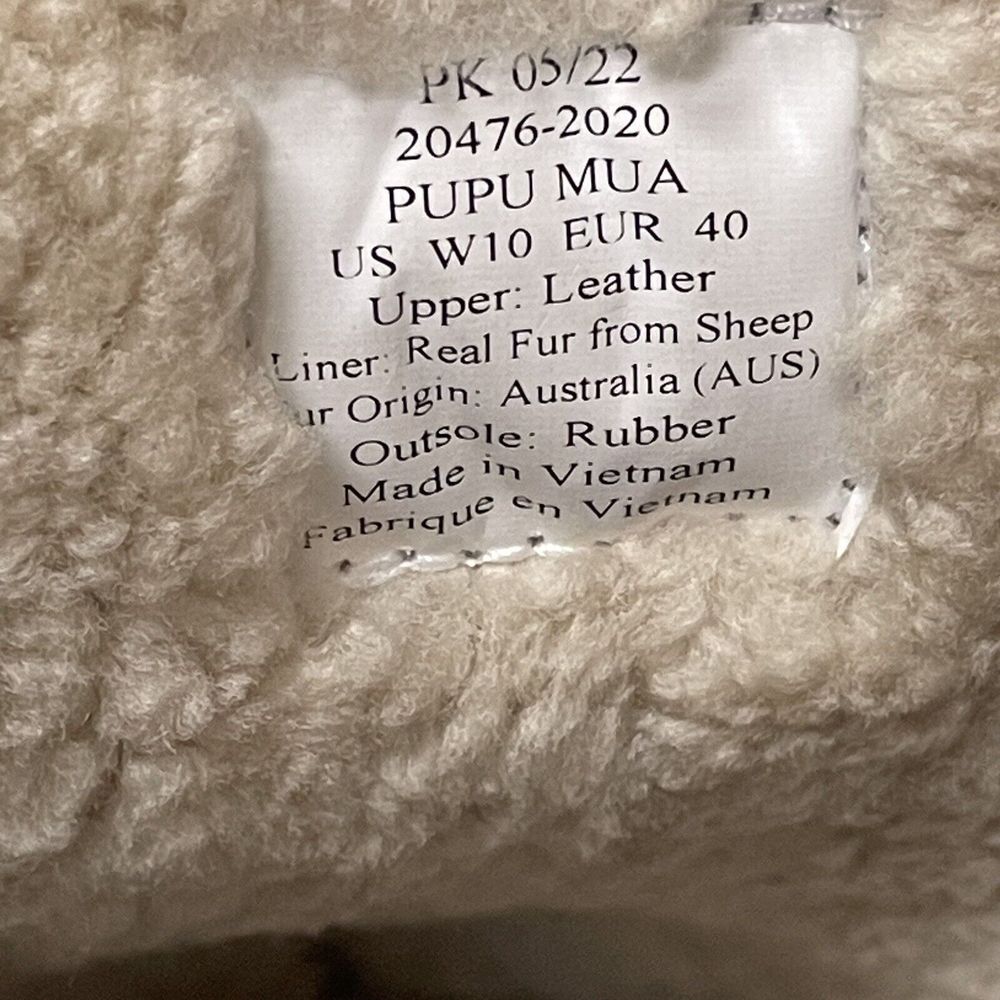 PK 05/22
20476-2020
PUPU MUA
US W10 EUR 40
Upper: Leather
Liner: Real Fur from Sheep
ur Origin: Australia (AUS)
Outsole: Rubber
Made in Vietnam
Fabrique en Vietnam